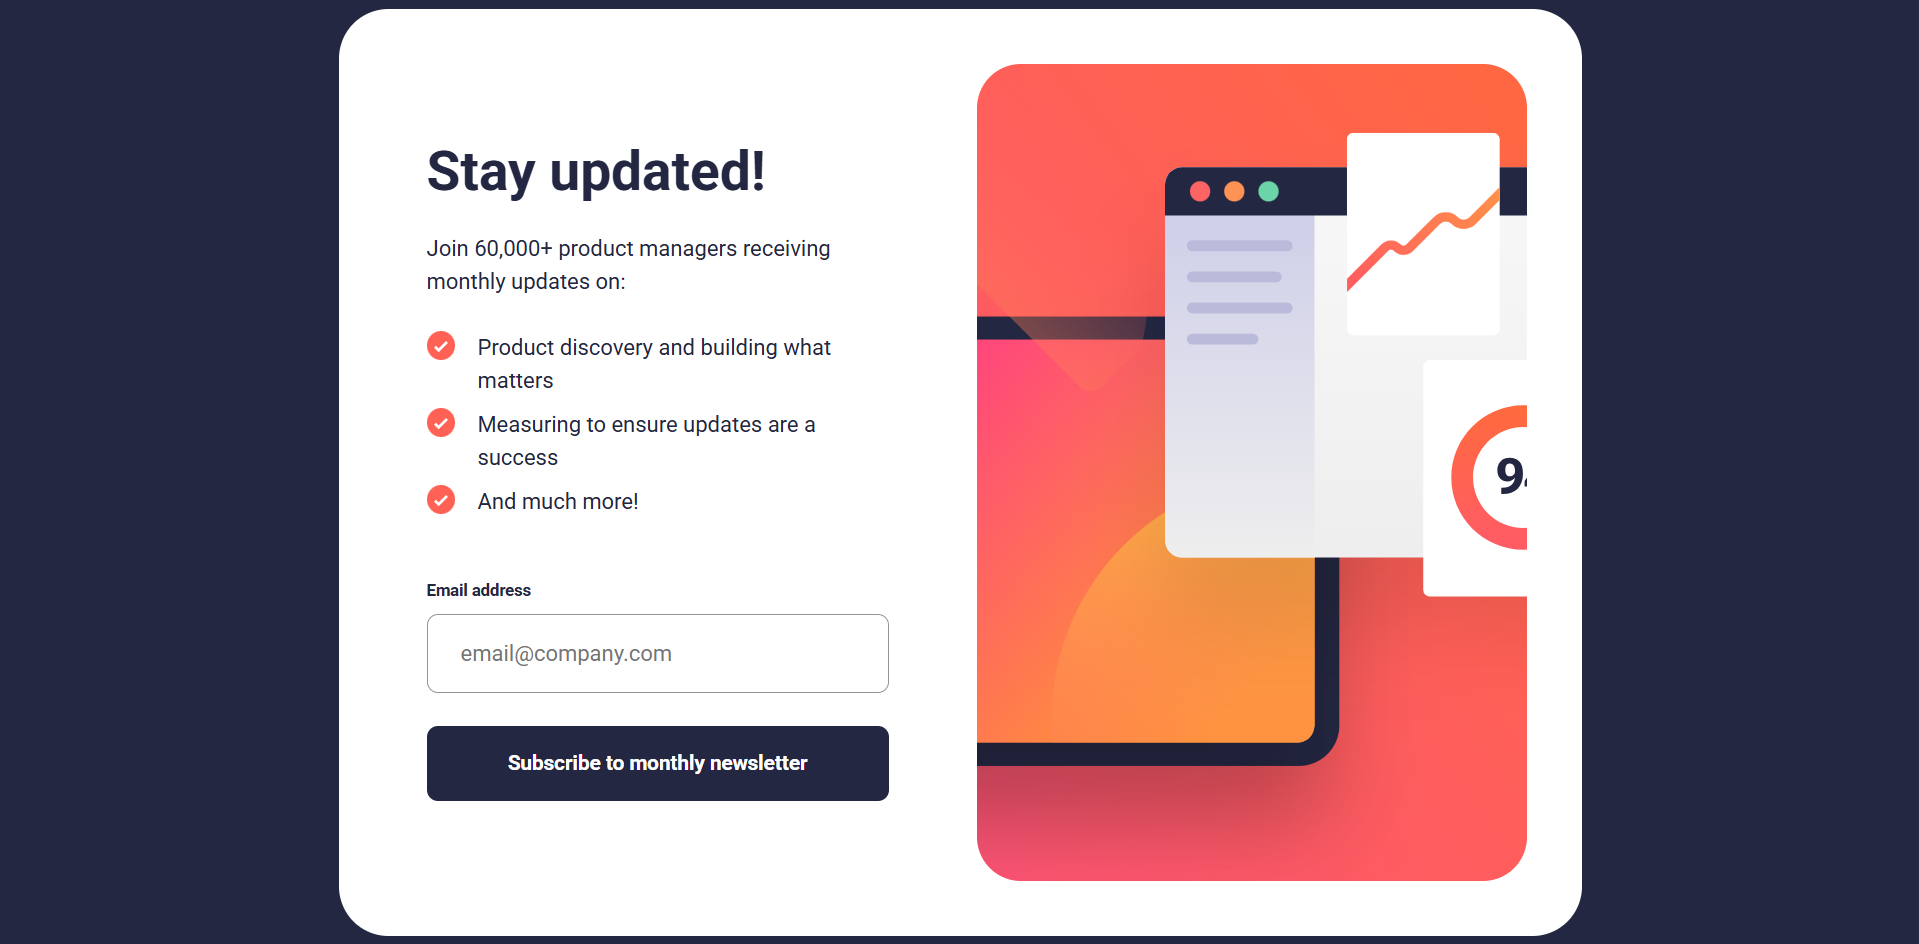 Stay updated!
Join 60,000+ product managers receiving
monthly updates on:
Product discovery and building what
matters
Measuring to ensure updates are a
success
And much more!
Email address
email@company.com
Subscribe to monthly newsletter
9